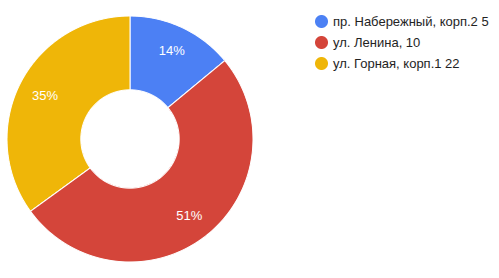 пр. Набережный, корп.2 5
ул. Ленина, 10
ул. Горная, корп.1 22
14%
35%
51%